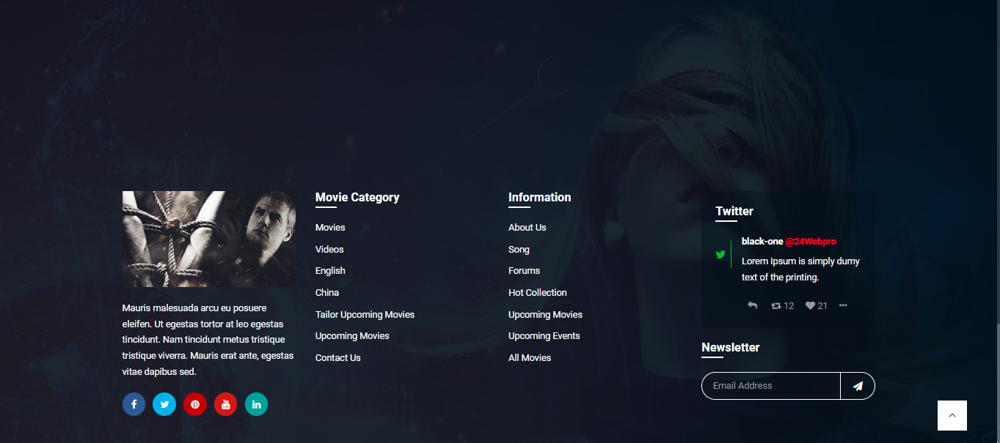 Mauris malesuada arcu eu posuere
eleifen. Ut egestas tortor at leo egestas
tincidunt. Nam tincidunt metus tristique
tristique viverra. Mauris erat ante, egestas
vitae dapibus sed.
Movie Category
Movies
Videos
English
China
Tailor Upcoming Movies
Upcoming Movies
Contact Us
Information
About Us
Song
Forums
Hot Collection
Upcoming Movies
Upcoming Events
All Movies
Twitter
black-one @24Webpro
Lorem Ipsum is simply dumy
text of the printing.
12 21
Newsletter
Email Address